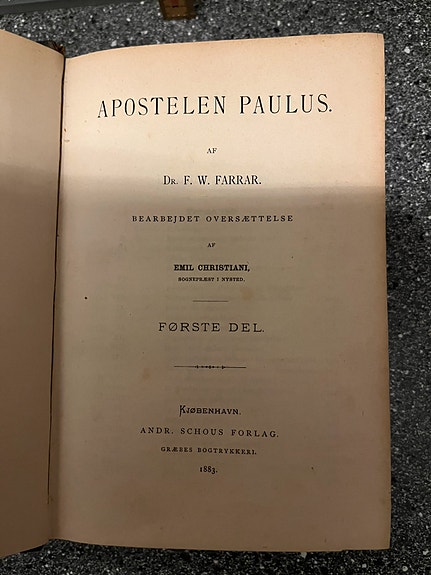 APOSTELEN PAULUS.
AF
DR. F. W. FARRAR.
BEARBEJDET OVERSÆTTELSE
AF
EMIL CHRISTIANI,
SOGNEPRÆST I NYSTED.
FØRSTE DEL.
KJØBENHAVN.
ANDR. SCHOUS FORLAG.
GRÆBES BOGTRYKKERI.
1883.